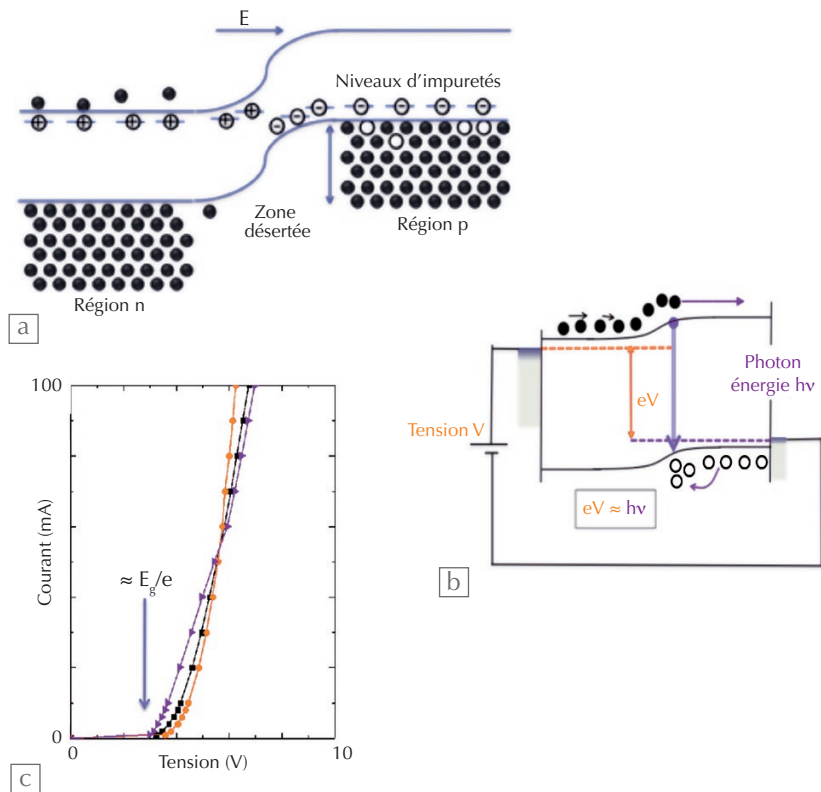 E
Niveaux d'impuretés
Zone
désertée
Région p
Région n
a
Photon
énergie hν
eV
Tension V
eV ≈ hν
b
100
Courant (mA)
≈ E_g/e
0
0
Tension (V)
10
c